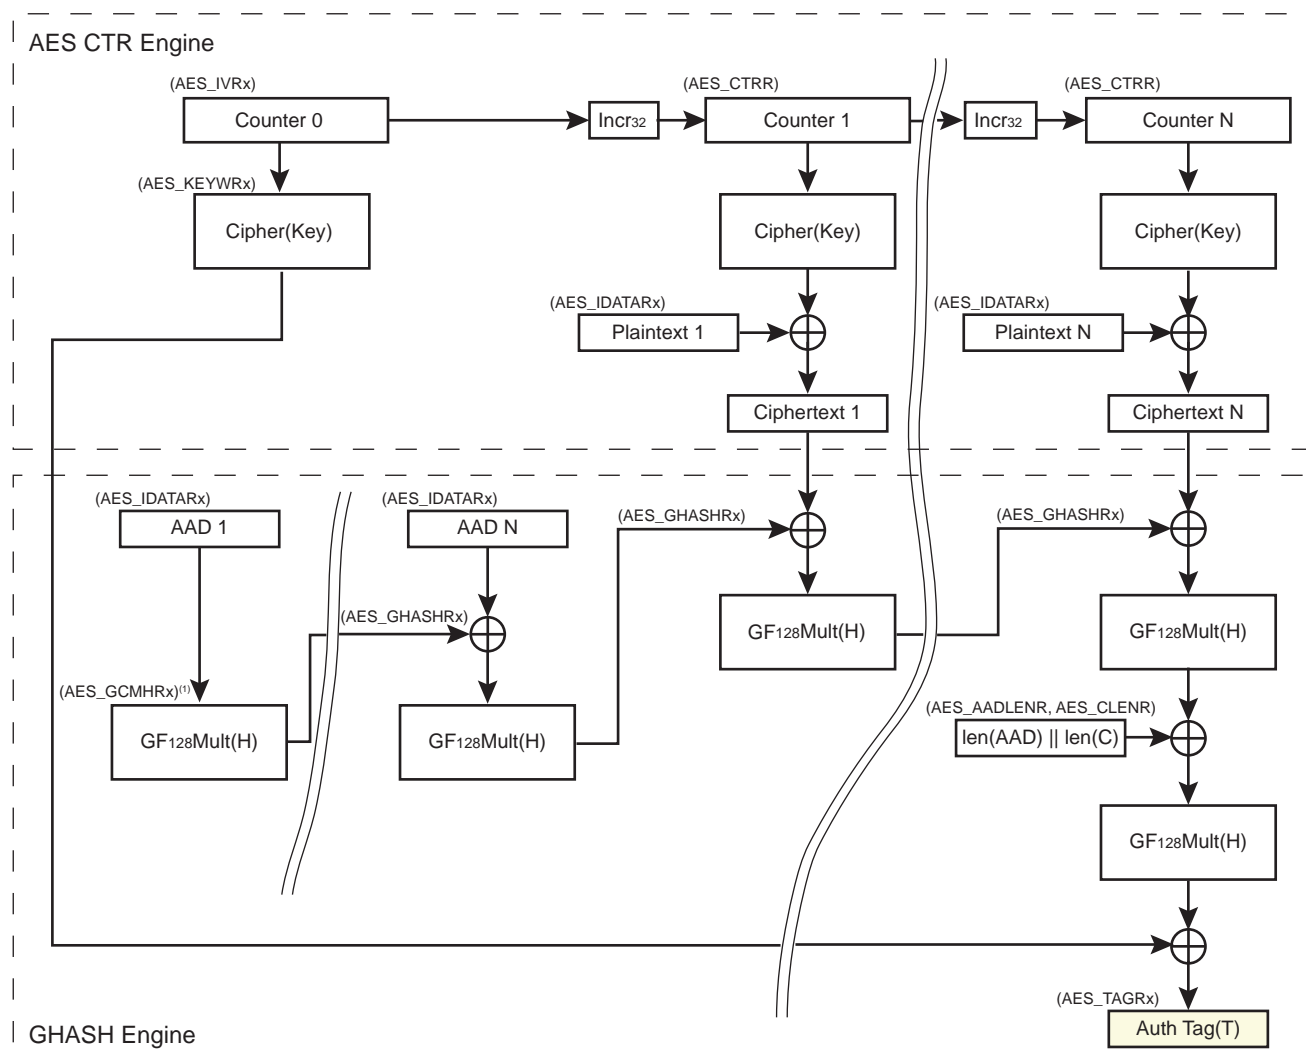 AES CTR Engine
(AES_IVRx)
Counter 0
Incr32
(AES_CTRR)
Counter 1
Incr32
(AES_CTRR)
Counter N
(AES_KEYWRx)
Cipher(Key)
Cipher(Key)
Cipher(Key)
(AES_IDATARx)
Plaintext 1
(AES_IDATARx)
Plaintext N
Ciphertext 1
Ciphertext N
(AES_IDATARx)
AAD 1
(AES_IDATARx)
AAD N
(AES_GHASHRx)
(AES_GHASHRx)
(AES_GHASHRx)
GF128Mult(H)
GF128Mult(H)
(AES_GCMHRx)(1)
GF128Mult(H)
GF128Mult(H)
(AES_AADLENR, AES_CLENR)
len(AAD) || len(C)
GF128Mult(H)
(AES_TAGRx)
Auth Tag(T)
GHASH Engine